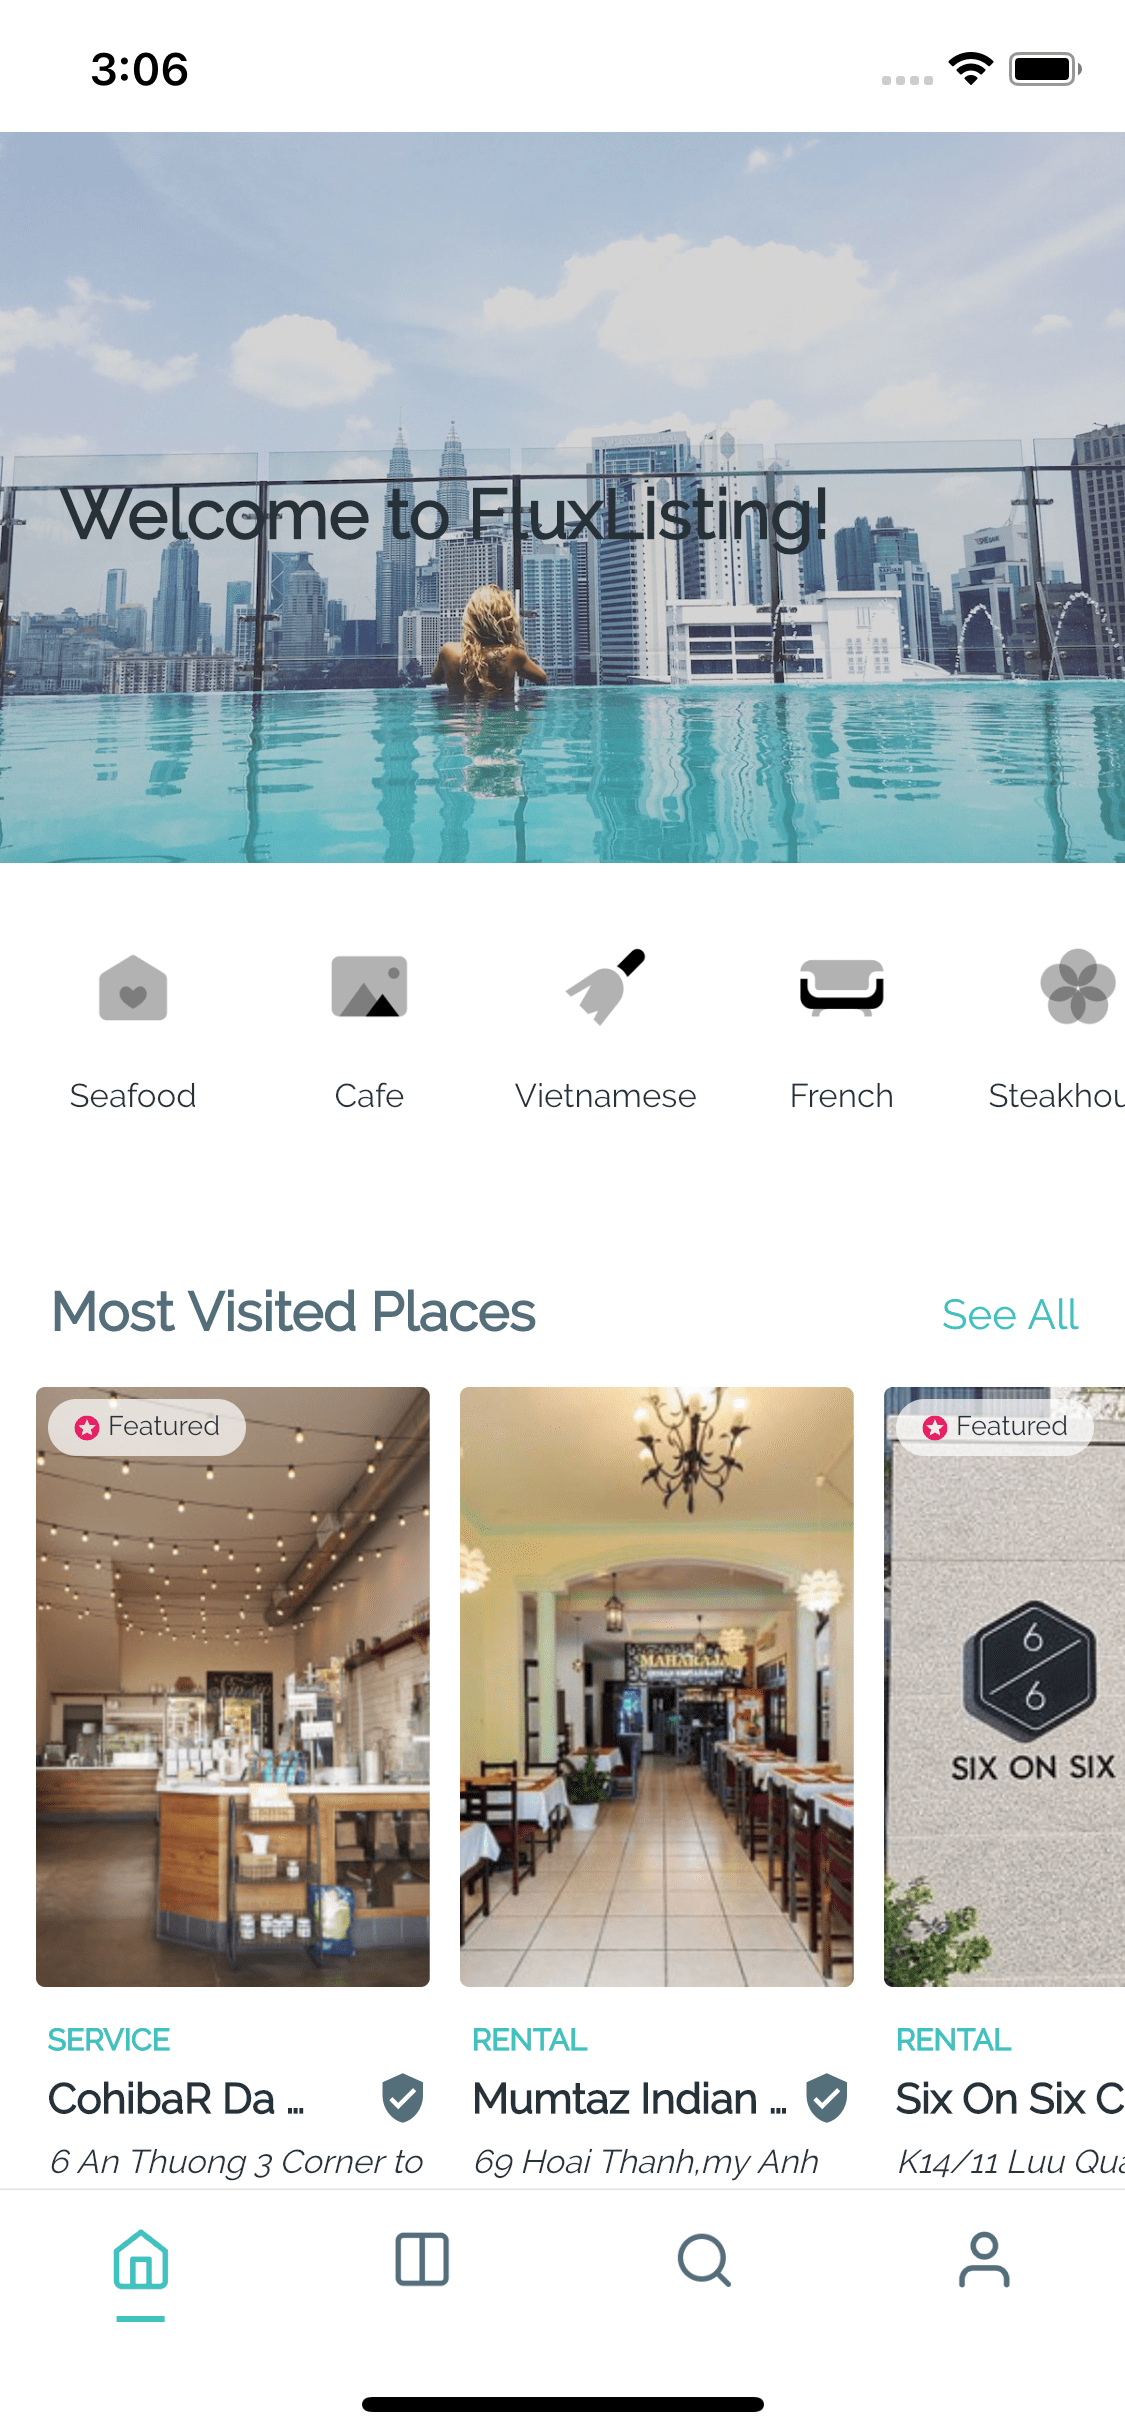 3:06
Welcome to FluxListing!
Seafood
Cafe
Vietnamese
French
Steakhou
Most Visited Places
See All
Featured
Featured
MAHARAJA
6
6
SIX ON SIX
SERVICE
RENTAL
RENTAL
CohibaR Da ...
Mumtaz Indian ...
Six On Six C
6 An Thuong 3 Corner to
69 Hoai Thanh,my Anh
K14/11 Luu Qua